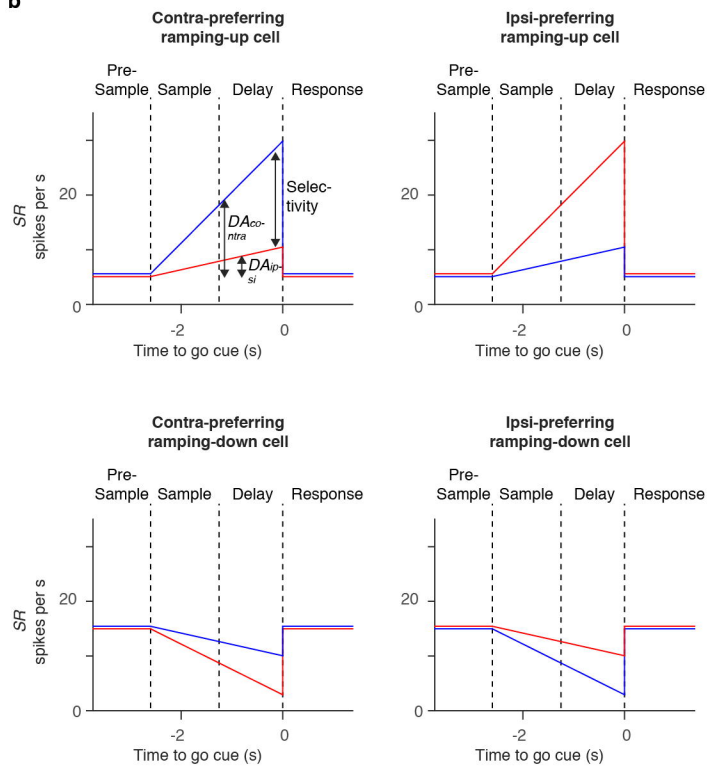 b
Contra-preferring
ramping-up cell
Pre-
Sample Sample Delay Response
SR
spikes per s
20
0
DAco-
ntra
DAip-
si
Selec-
tivity
-2 0
Time to go cue (s)
Ipsi-preferring
ramping-up cell
Pre-
Sample Sample Delay Response
20
0
-2 0
Time to go cue (s)
Contra-preferring
ramping-down cell
Pre-
Sample Sample Delay Response
SR
spikes per s
20
0
-2 0
Time to go cue (s)
Ipsi-preferring
ramping-down cell
Pre-
Sample Sample Delay Response
20
0
-2 0
Time to go cue (s)